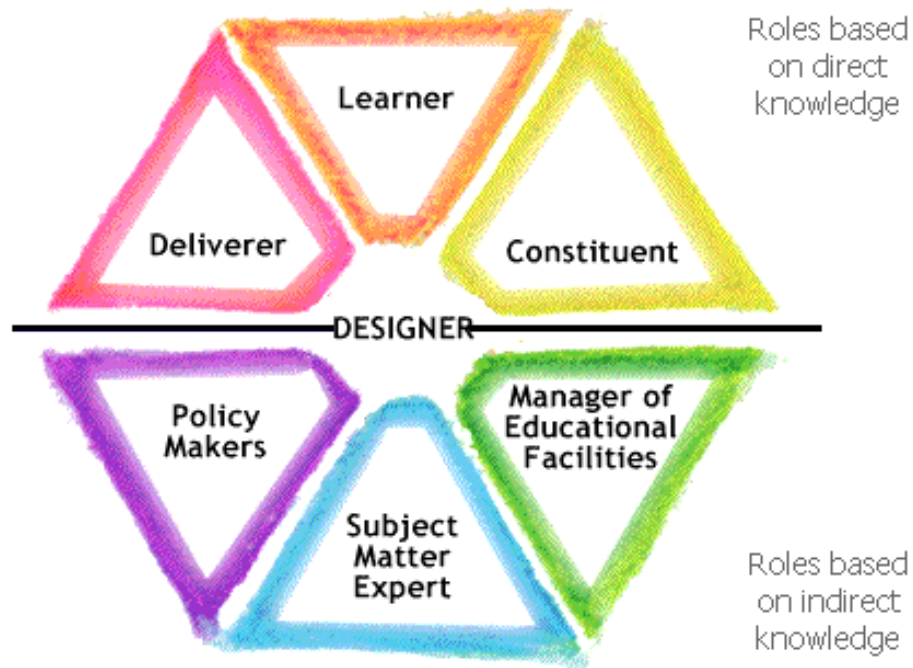 Roles based
on direct
knowledge
Learner
Deliverer
Constituent
DESIGNER
Policy
Makers
Manager of
Educational
Facilities
Subject
Matter
Expert
Roles based
on indirect
knowledge